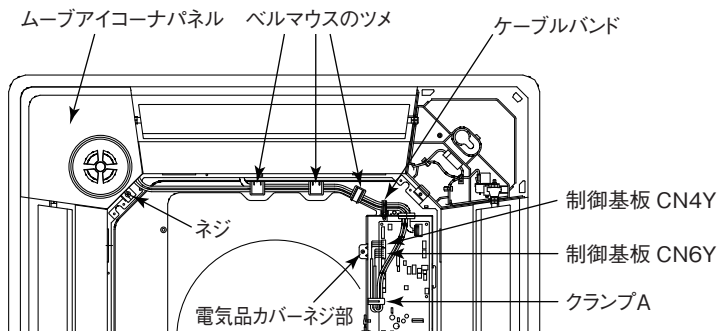 ムーブアイコーナパネル
ベルマウスのツメ
ケーブルバンド
制御基板 CN4Y
ネジ
制御基板 CN6Y
クランプA
電気品カバーネジ部